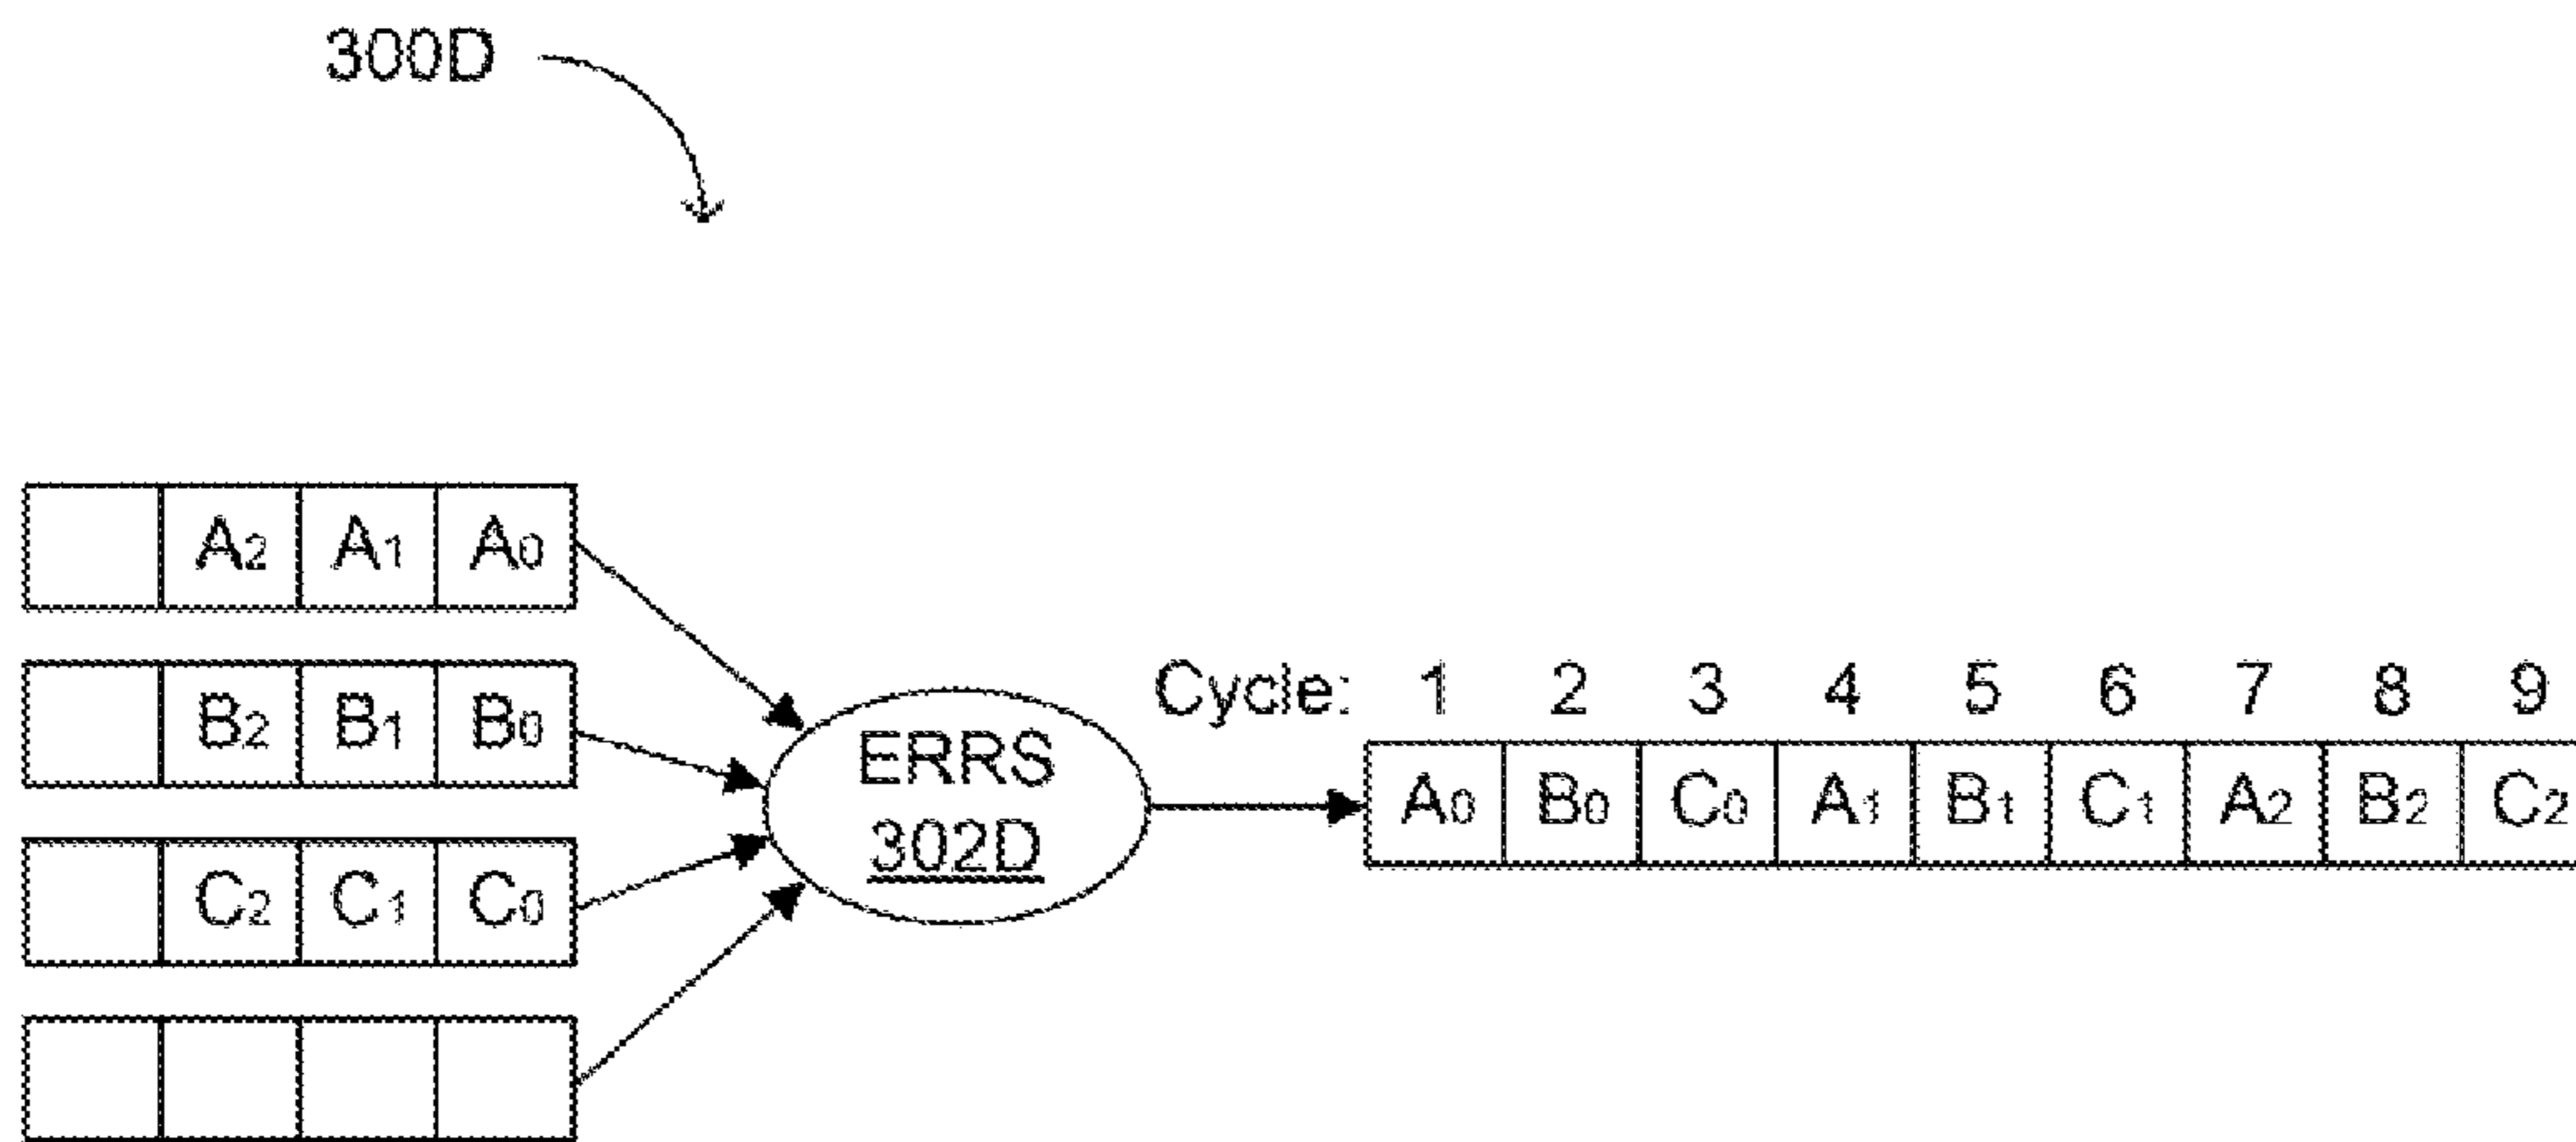 300D
A2 A1 A0
B2 B1 B0
C2 C1 C0
ERRS
302D
Cycle: 1 2 3 4 5 6 7 8 9
A0 B0 C0 A1 B1 C1 A2 B2 C2